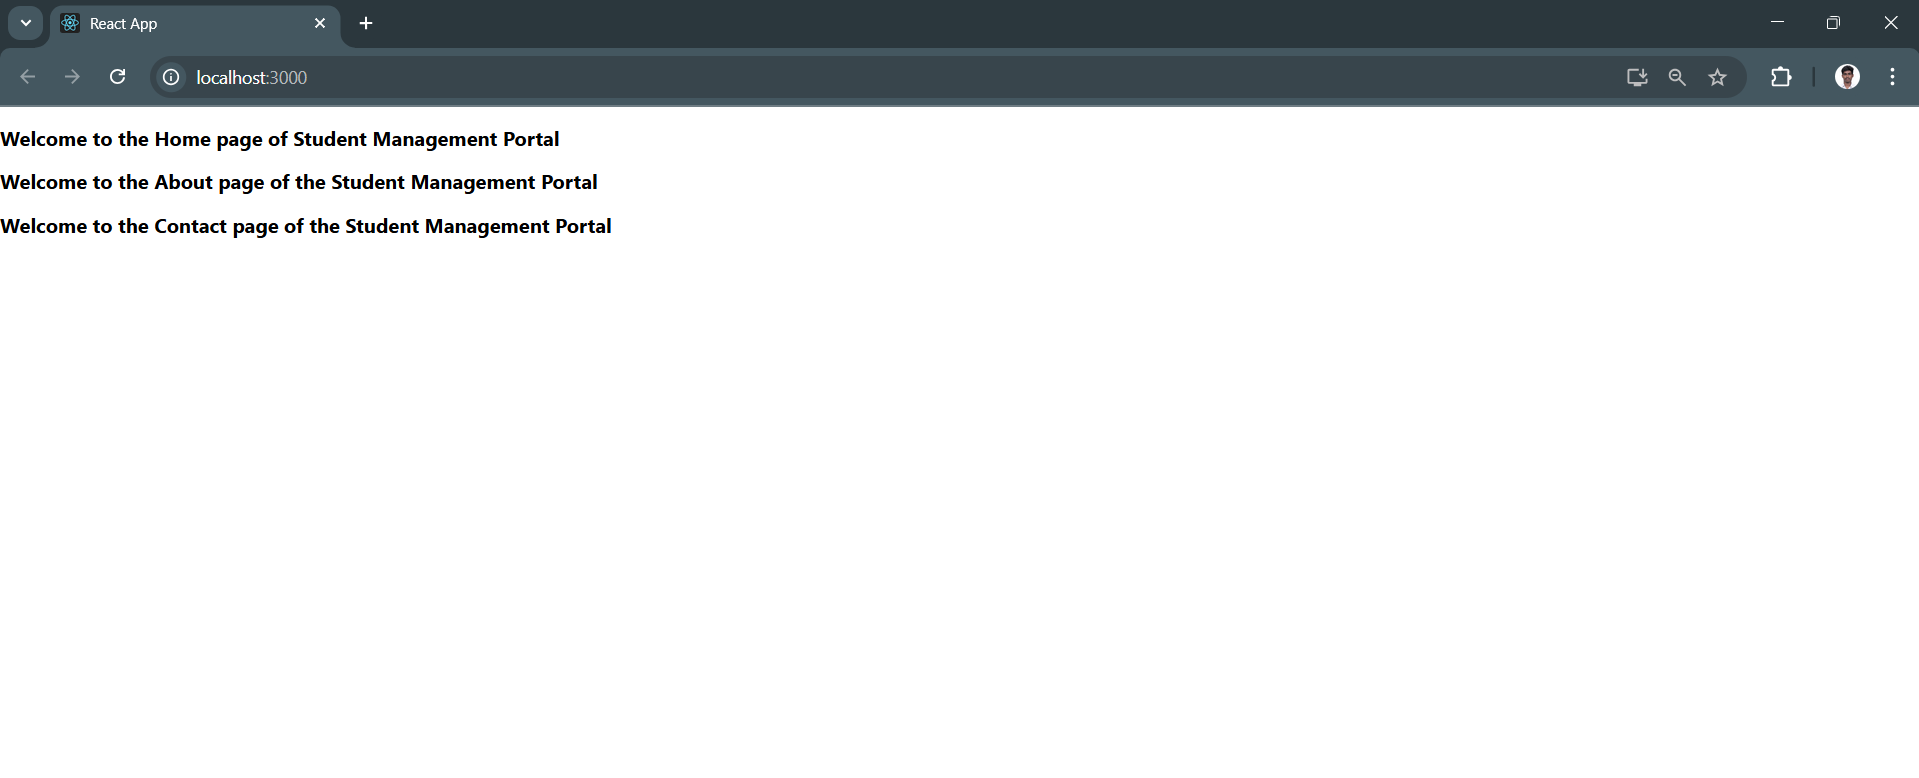 React App
localhost:3000
Welcome to the Home page of Student Management Portal
Welcome to the About page of the Student Management Portal
Welcome to the Contact page of the Student Management Portal